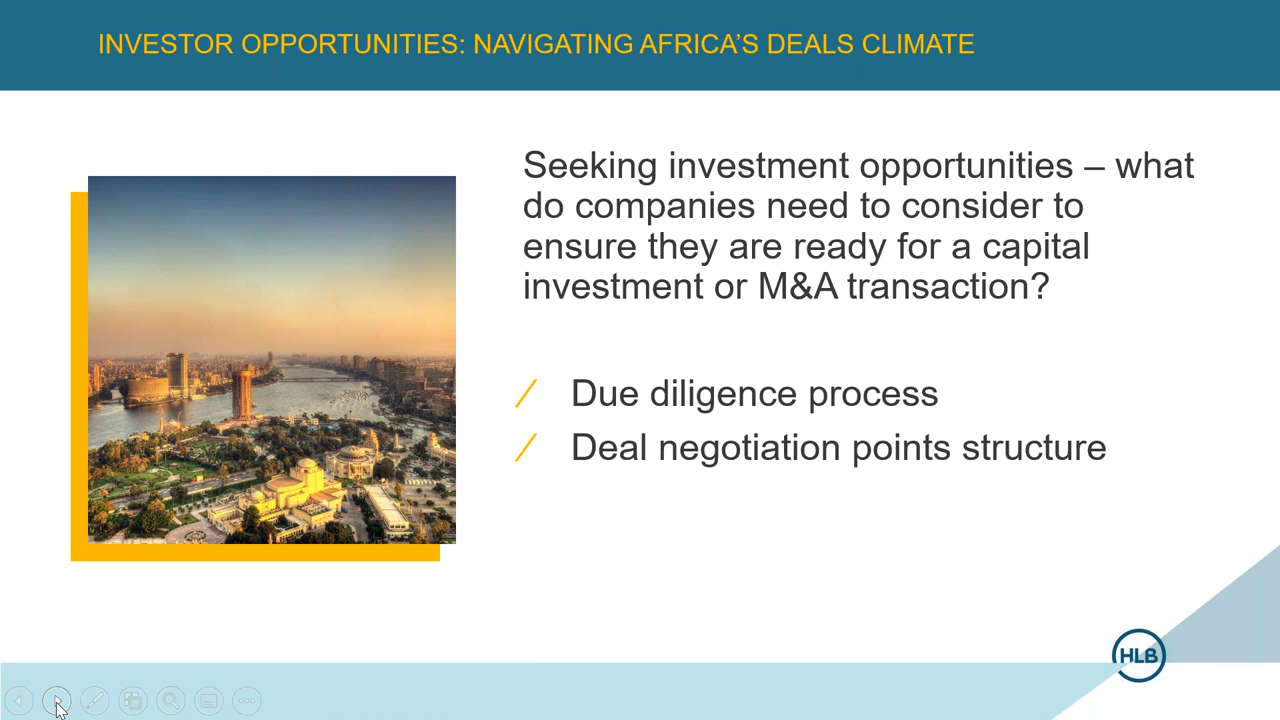 INVESTOR OPPORTUNITIES: NAVIGATING AFRICA’S DEALS CLIMATE
Seeking investment opportunities – what
do companies need to consider to
ensure they are ready for a capital
investment or M&A transaction?
Due diligence process
Deal negotiation points structure
HLB